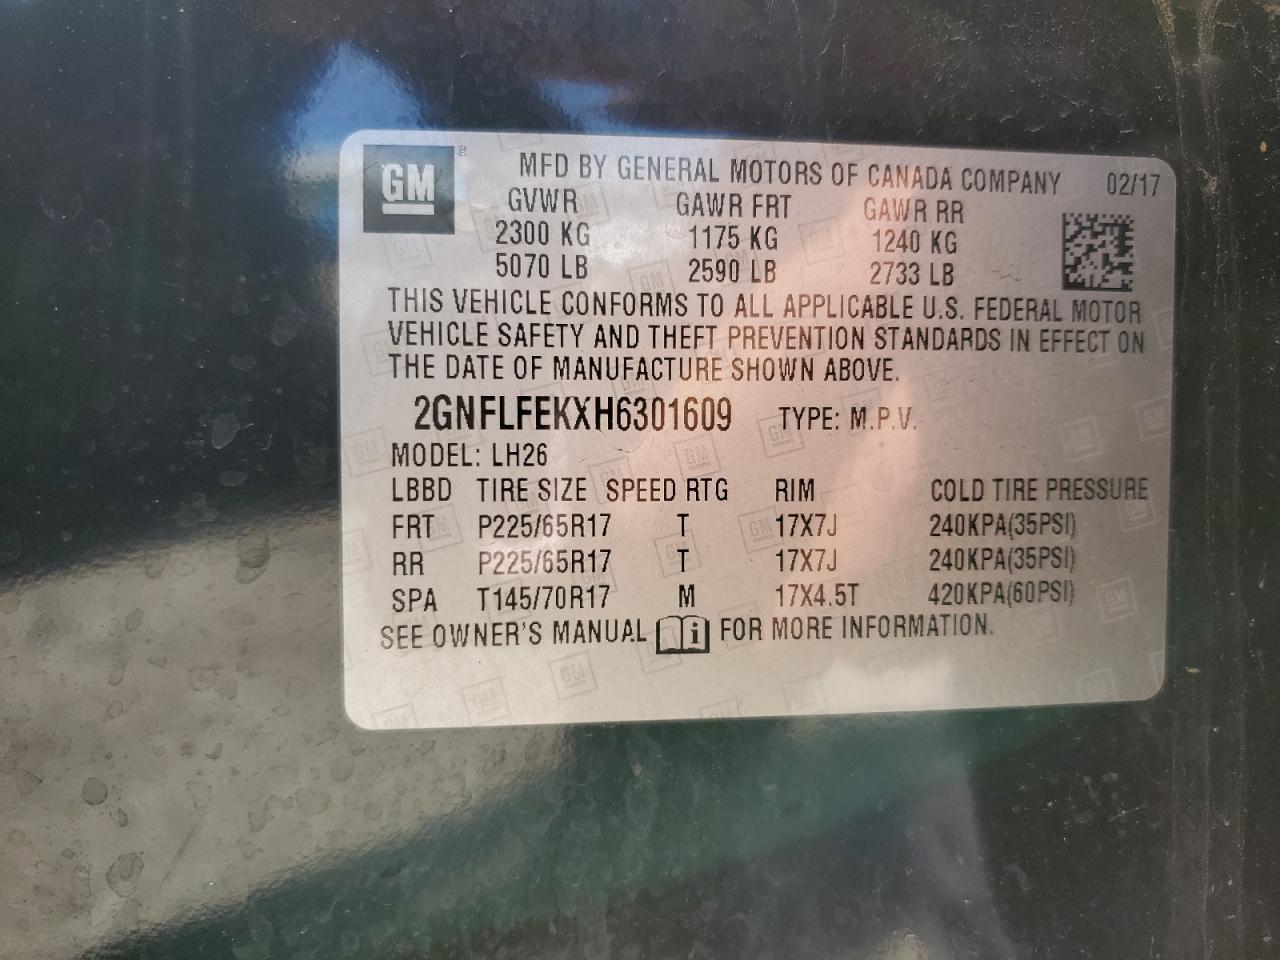 GM®
MFD BY GENERAL MOTORS OF CANADA COMPANY 02/17
GVWR GAWR FRT GAWR RR
2300 KG 1175 KG 1240 KG
5070 LB 2590 LB 2733 LB
THIS VEHICLE CONFORMS TO ALL APPLICABLE U.S. FEDERAL MOTOR
VEHICLE SAFETY AND THEFT PREVENTION STANDARDS IN EFFECT ON
THE DATE OF MANUFACTURE SHOWN ABOVE.
2GNFLFEKXH6301609 TYPE: M.P.V.
MODEL: LH26
LBBD TIRE SIZE SPEED RTG RIM COLD TIRE PRESSURE
FRT P225/65R17 T 17X7J 240KPA(35PSI)
RR P225/65R17 T 17X7J 240KPA(35PSI)
SPA T145/70R17 M 17X4.5T 420KPA(60PSI)
SEE OWNER'S MANUAL i FOR MORE INFORMATION.